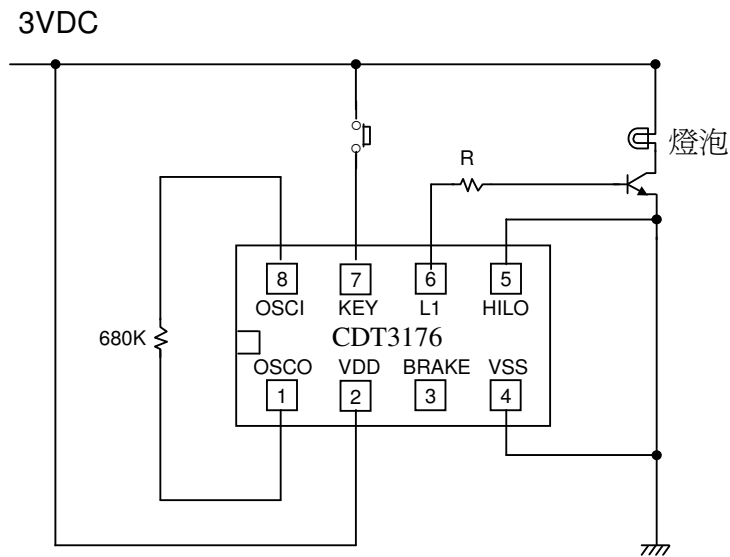 3VDC
燈泡
R
8 7 6 5
OSCI KEY L1 HILO
680K
CDT3176
OSCO VDD BRAKE VSS
1 2 3 4